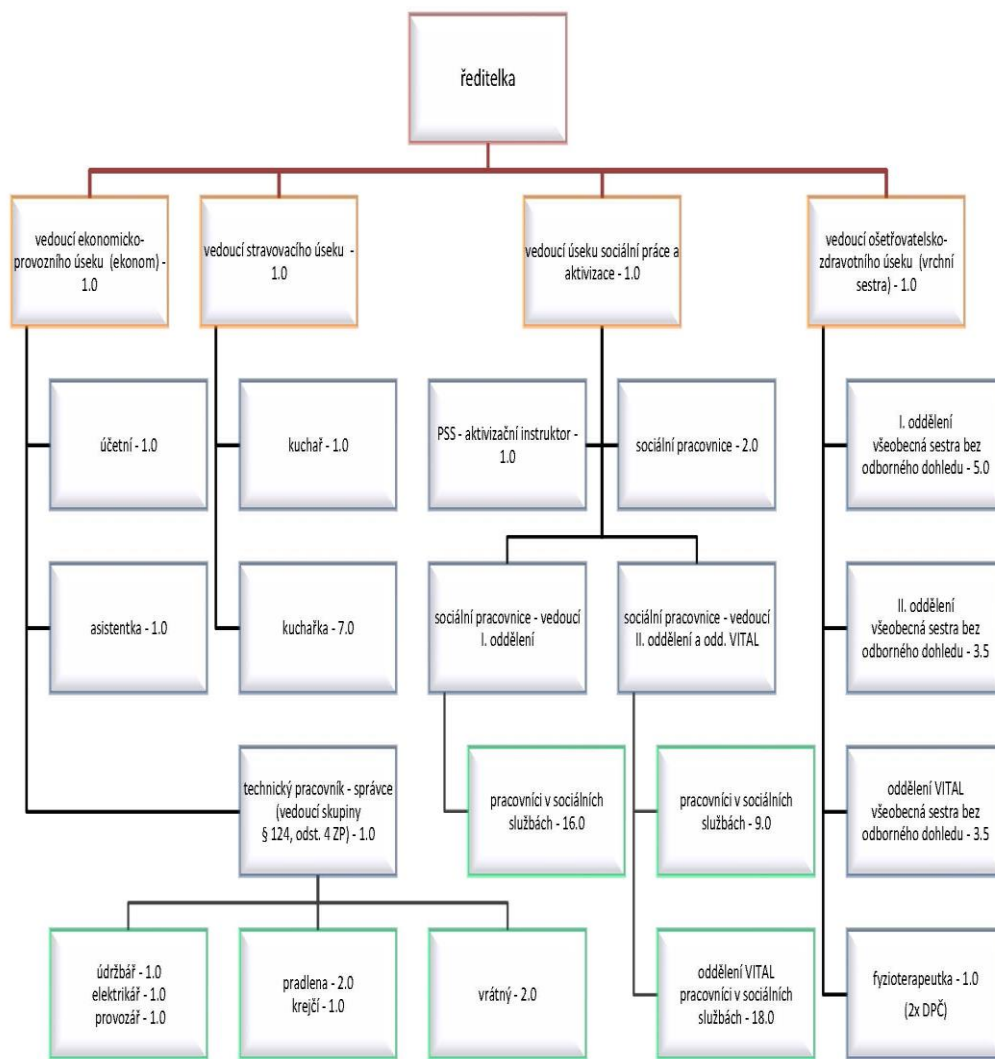 ředitelka
vedoucí ekonomicko-
provozního úseku (ekonom) -
1.0
vedoucí stravovacího úseku -
1.0
vedoucí úseku sociální práce a
aktivizace - 1.0
vedoucí ošetřovatelsko-
zdravotního úseku (vrchní
sestra) - 1.0
účetní - 1.0
kuchař - 1.0
PSS - aktivizační instruktor -
1.0
sociální pracovnice - 2.0
I. oddělení
všeobecná sestra bez
odborného dohledu - 5.0
asistentka - 1.0
kuchařka - 7.0
sociální pracovnice - vedoucí
I. oddělení
sociální pracovnice - vedoucí
II. oddělení a odd. VITAL
II. oddělení
všeobecná sestra bez
odborného dohledu - 3.5
technický pracovník - správce
(vedoucí skupiny
§ 124, odst. 4 ZP) - 1.0
pracovníci v sociálních
službách - 16.0
pracovníci v sociálních
službách - 9.0
oddělení VITAL
všeobecná sestra bez
odborného dohledu - 3.5
údržbář - 1.0
elektrikář - 1.0
provozář - 1.0
pradlena - 2.0
krejčí - 1.0
vrátný - 2.0
oddělení VITAL
pracovníci v sociálních
službách - 18.0
fyzioterapeutka - 1.0
(2x DPČ)